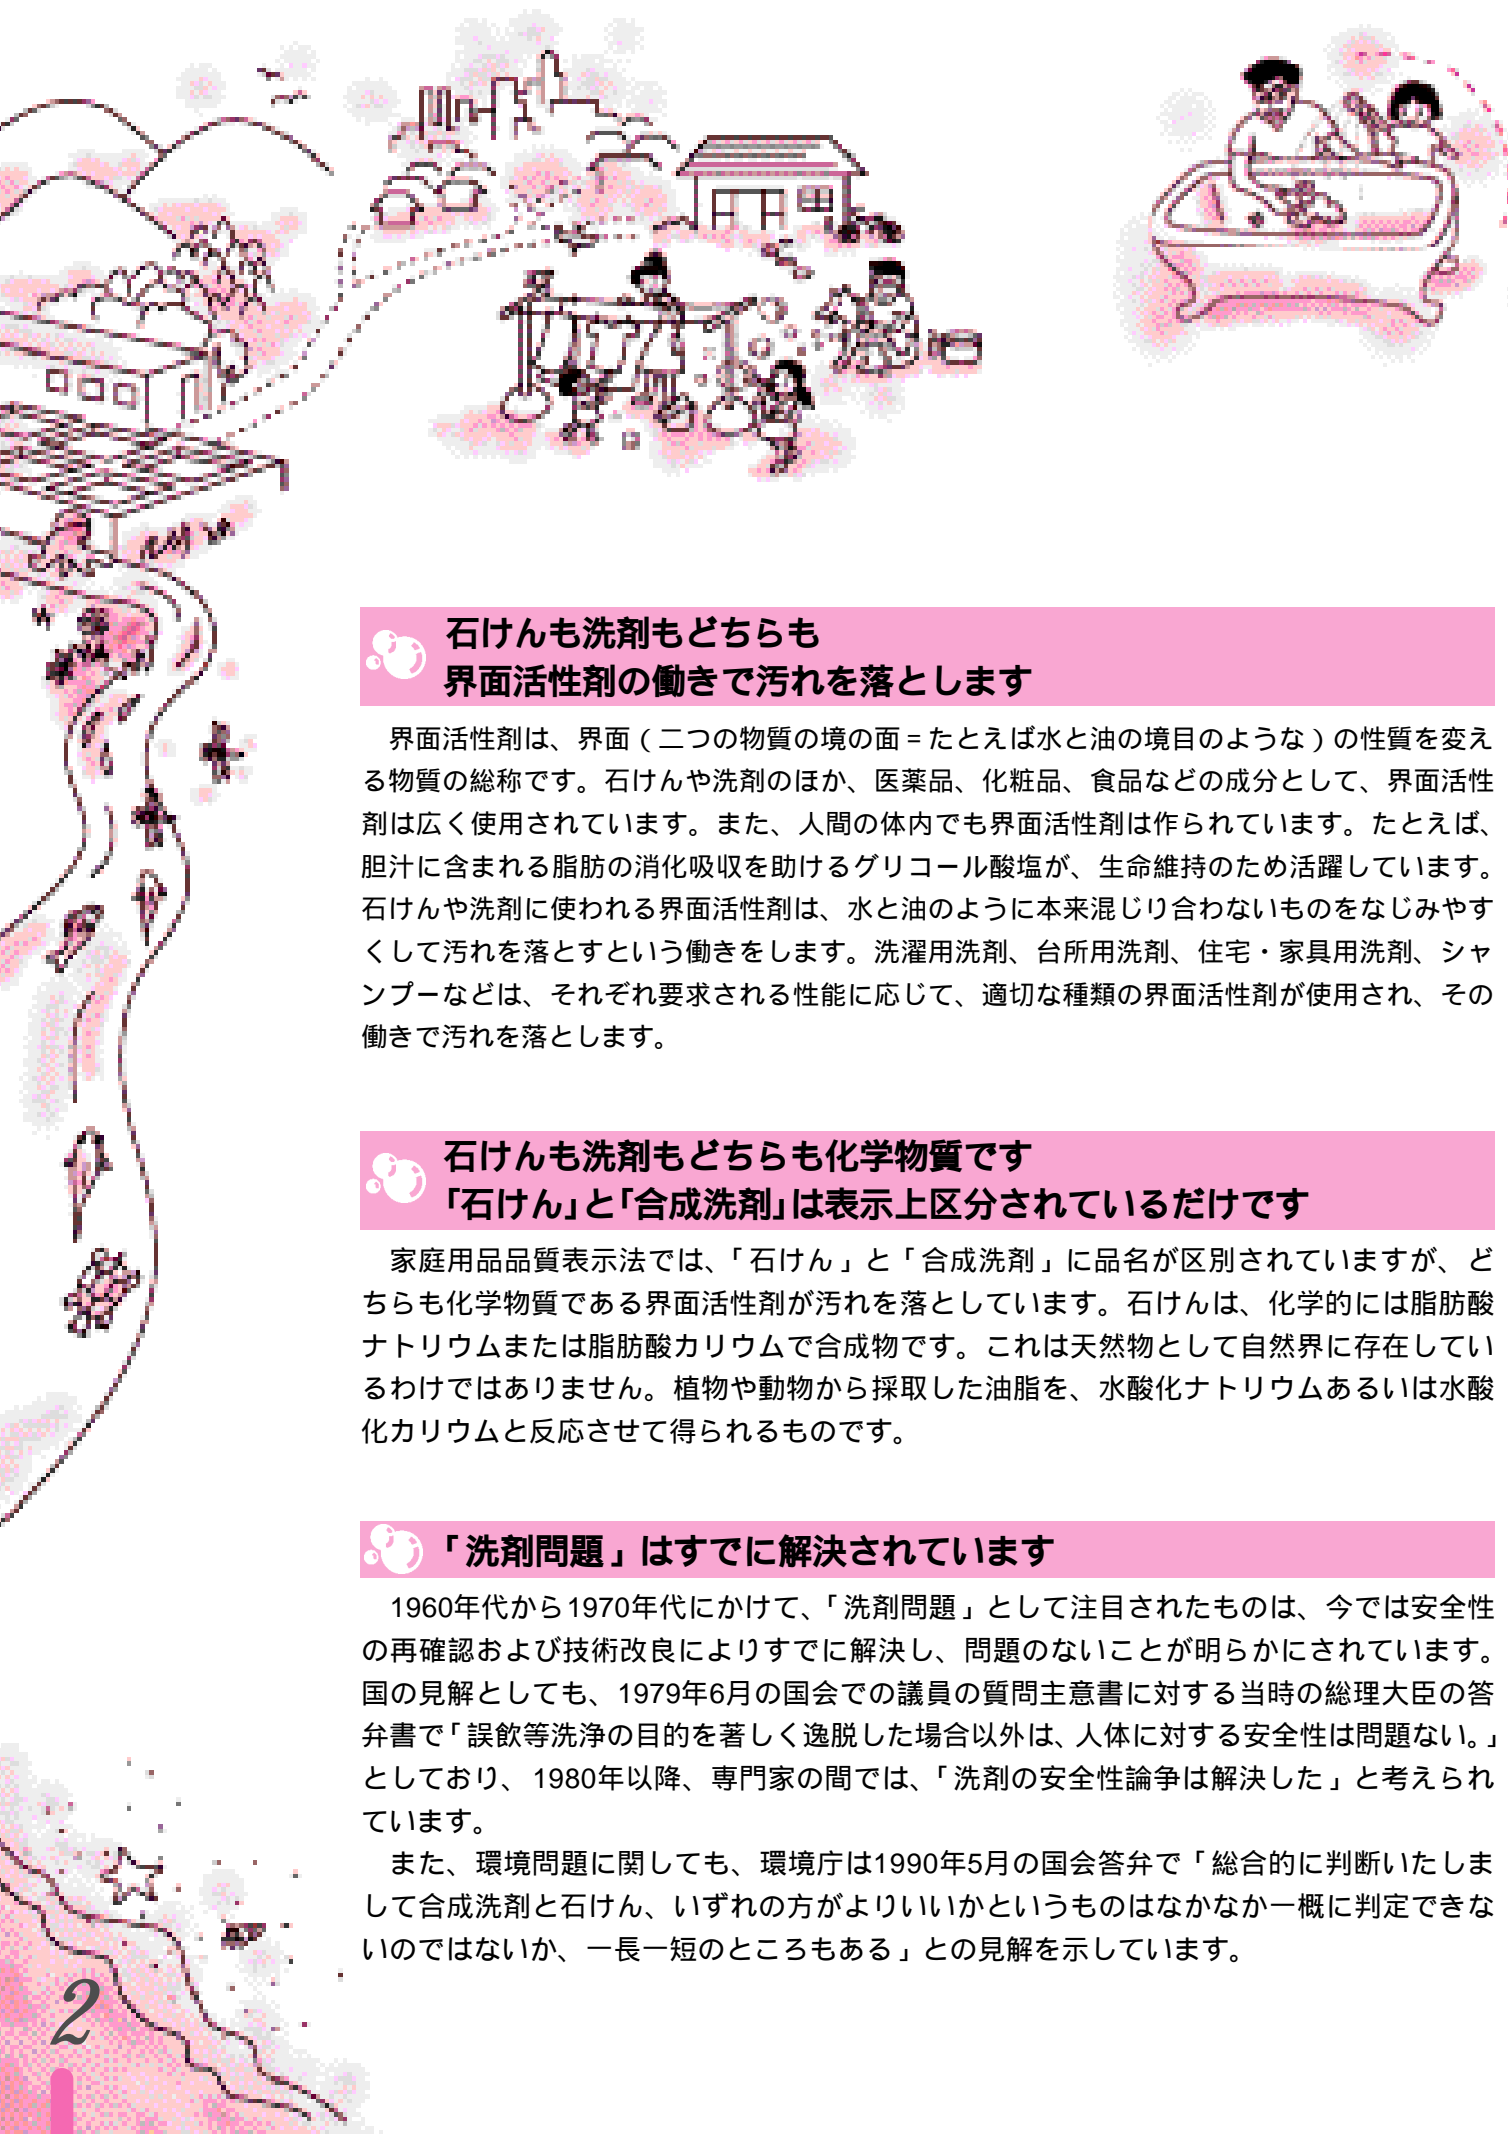 石けんも洗剤もどちらも
界面活性剤の働きで汚れを落とします
界面活性剤は、界面(二つの物質の境の面=たとえば水と油の境目のような)の性質を変え
る物質の総称です。石けんや洗剤のほか、医薬品、化粧品、食品などの成分として、界面活性
剤は広く使用されています。また、人間の体内でも界面活性剤は作られています。たとえば、
胆汁に含まれる脂肪の消化吸収を助けるグリコール酸塩が、生命維持のため活躍しています。
石けんや洗剤に使われる界面活性剤は、水と油のように本来混じり合わないものをなじみやす
くして汚れを落とすという働きをします。洗濯用洗剤、台所用洗剤、住宅・家具用洗剤、シャ
ンプーなどは、それぞれ要求される性能に応じて、適切な種類の界面活性剤が使用され、その
働きで汚れを落とします。
石けんも洗剤もどちらも化学物質です
「石けん」と「合成洗剤」は表示上区分されているだけです
家庭用品品質表示法では、「石けん」と「合成洗剤」に品名が区別されていますが、ど
ちらも化学物質である界面活性剤が汚れを落としています。石けんは、化学的には脂肪酸
ナトリウムまたは脂肪酸カリウムで合成物です。これは天然物として自然界に存在してい
るわけではありません。植物や動物から採取した油脂を、水酸化ナトリウムあるいは水酸
化カリウムと反応させて得られるものです。
「洗剤問題」はすでに解決されています
1960年代から1970年代にかけて、「洗剤問題」として注目されたものは、今では安全性
の再確認および技術改良によりすでに解決し、問題のないことが明らかにされています。
国の見解としても、1979年6月の国会での議員の質問主意書に対する当時の総理大臣の答
弁書で「誤飲等洗浄の目的を著しく逸脱した場合以外は、人体に対する安全性は問題ない。」
としており、1980年以降、専門家の間では、「洗剤の安全性論争は解決した」と考えられ
ています。
また、環境問題に関しても、環境庁は1990年5月の国会答弁で「総合的に判断いたしま
して合成洗剤と石けん、いずれの方がよりいいかというものはなかなか一概に判定できな
いのではないか、一長一短のところもある」との見解を示しています。
2